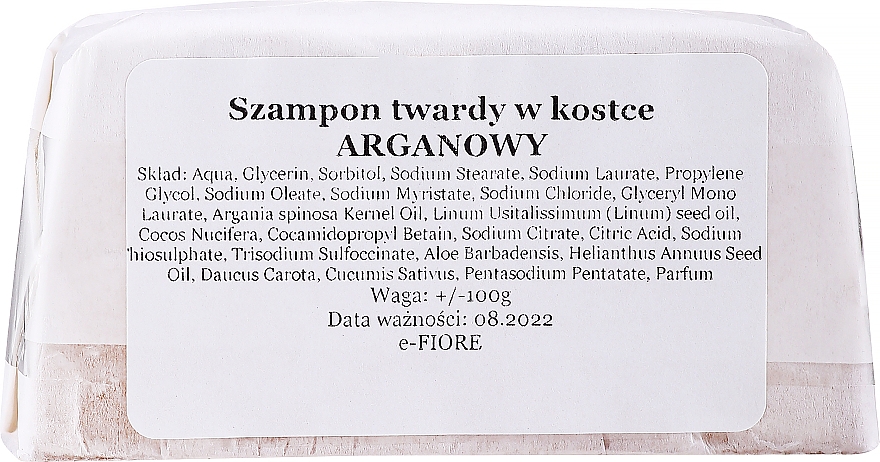 Szampon twardy w kostce
ARGANOWY
Skład: Aqua, Glycerin, Sorbitol, Sodium Stearate, Sodium Laurate, Propylene
Glycol, Sodium Oleate, Sodium Myristate, Sodium Chloride, Glyceryl Mono
Laurate, Argania spinosa Kernel Oil, Linum Usitalissimum (Linum) seed oil,
Cocos Nucifera, Cocamidopropyl Betain, Sodium Citrate, Citric Acid, Sodium
hiosulphate, Trisodium Sulfoccinate, Aloe Barbadensis, Helianthus Annuus Seed
Oil, Daucus Carota, Cucumis Sativus, Pentasodium Pentatate, Parfum
Waga: +/-100g
Data ważności: 08.2022
e-FIORE